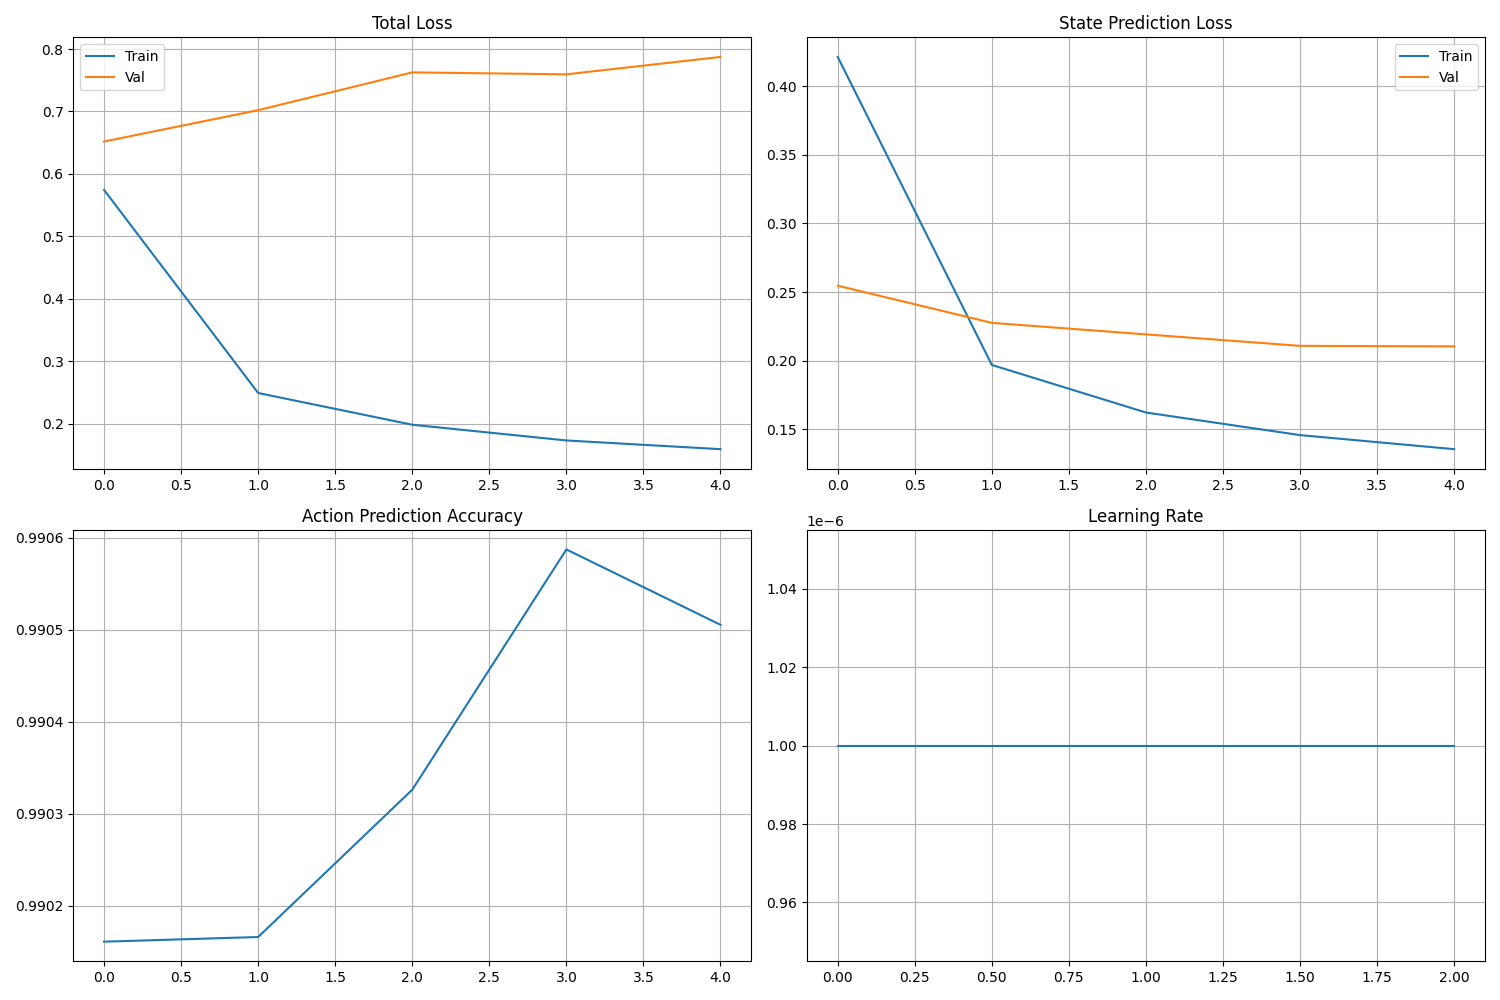 Total Loss
Train
Val
0.8
0.7
0.6
0.5
0.4
0.3
0.2
0.0 0.5 1.0 1.5 2.0 2.5 3.0 3.5 4.0
State Prediction Loss
Train
Val
0.40
0.35
0.30
0.25
0.20
0.15
0.0 0.5 1.0 1.5 2.0 2.5 3.0 3.5 4.0
Action Prediction Accuracy
0.9906
0.9905
0.9904
0.9903
0.9902
0.0 0.5 1.0 1.5 2.0 2.5 3.0 3.5 4.0
Learning Rate
1e−6
1.04
1.02
1.00
0.98
0.96
0.00 0.25 0.50 0.75 1.00 1.25 1.50 1.75 2.00